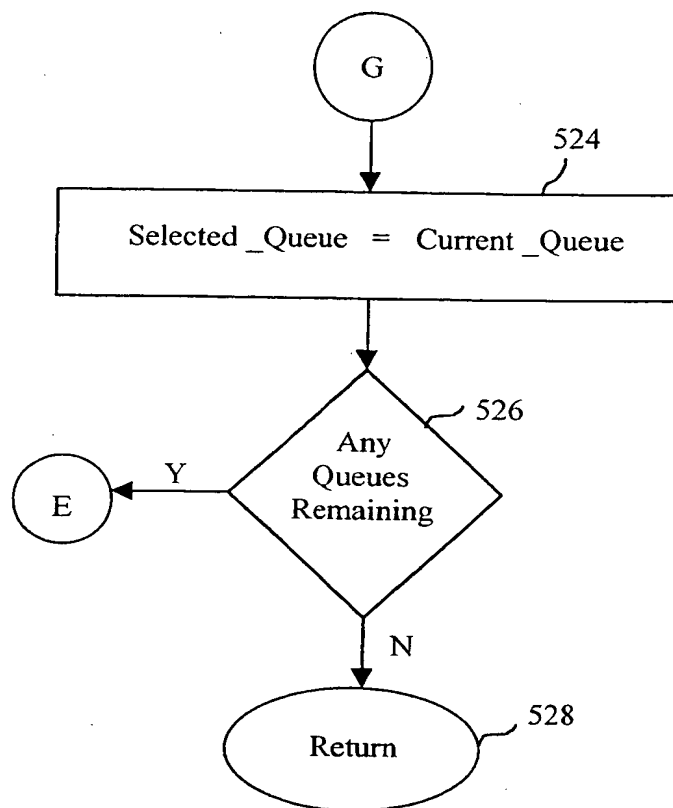 G
524
Selected _Queue = Current _Queue
526
Any
Queues
Remaining
Y
E
N
528
Return